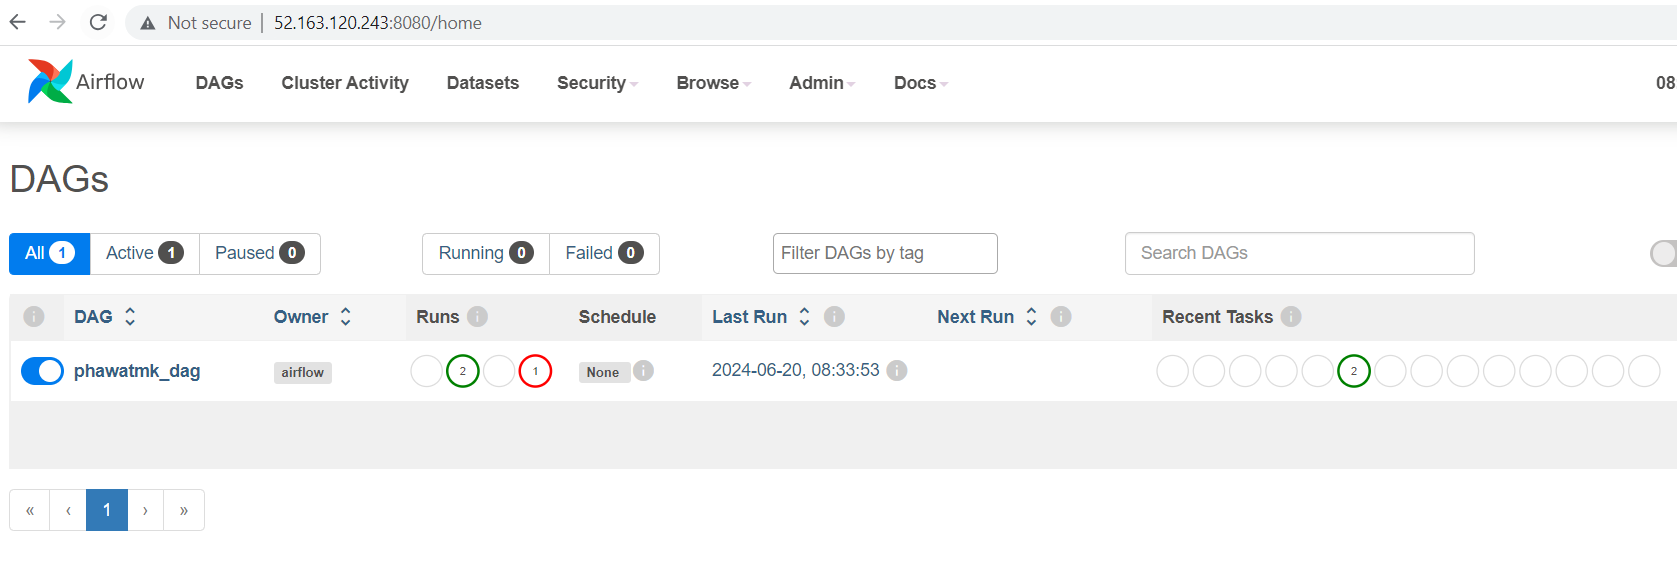 Not secure | 52.163.120.243:8080/home
Airflow DAGs Cluster Activity Datasets Security Browse Admin Docs 08
DAGs
All 1 Active 1 Paused 0 Running 0 Failed 0 Filter DAGs by tag Search DAGs
i DAG Owner Runs i Schedule Last Run i Next Run i Recent Tasks i
phawatmk_dag airflow 2 1 None i 2024-06-20, 08:33:53 i 2
« ‹ 1 › »